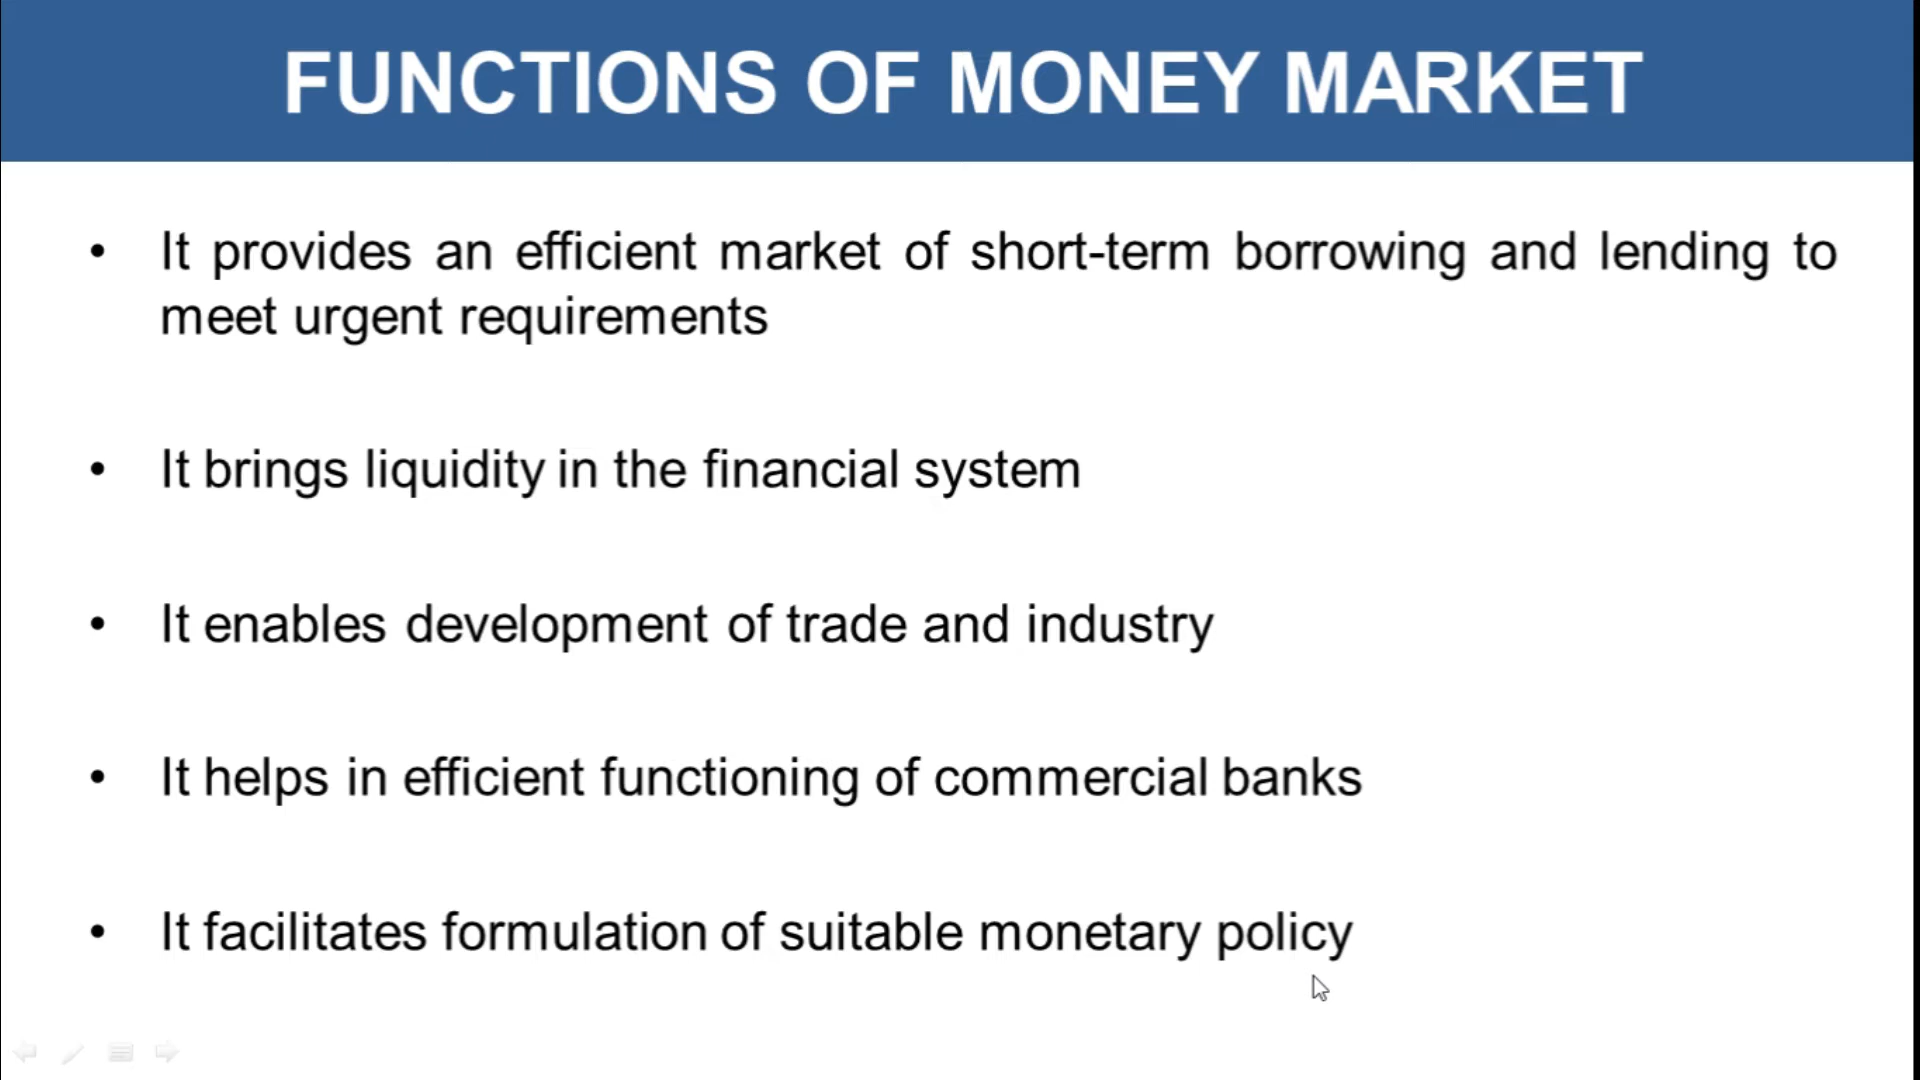 FUNCTIONS OF MONEY MARKET
• It provides an efficient market of short-term borrowing and lending to
meet urgent requirements
• It brings liquidity in the financial system
• It enables development of trade and industry
• It helps in efficient functioning of commercial banks
• It facilitates formulation of suitable monetary policy